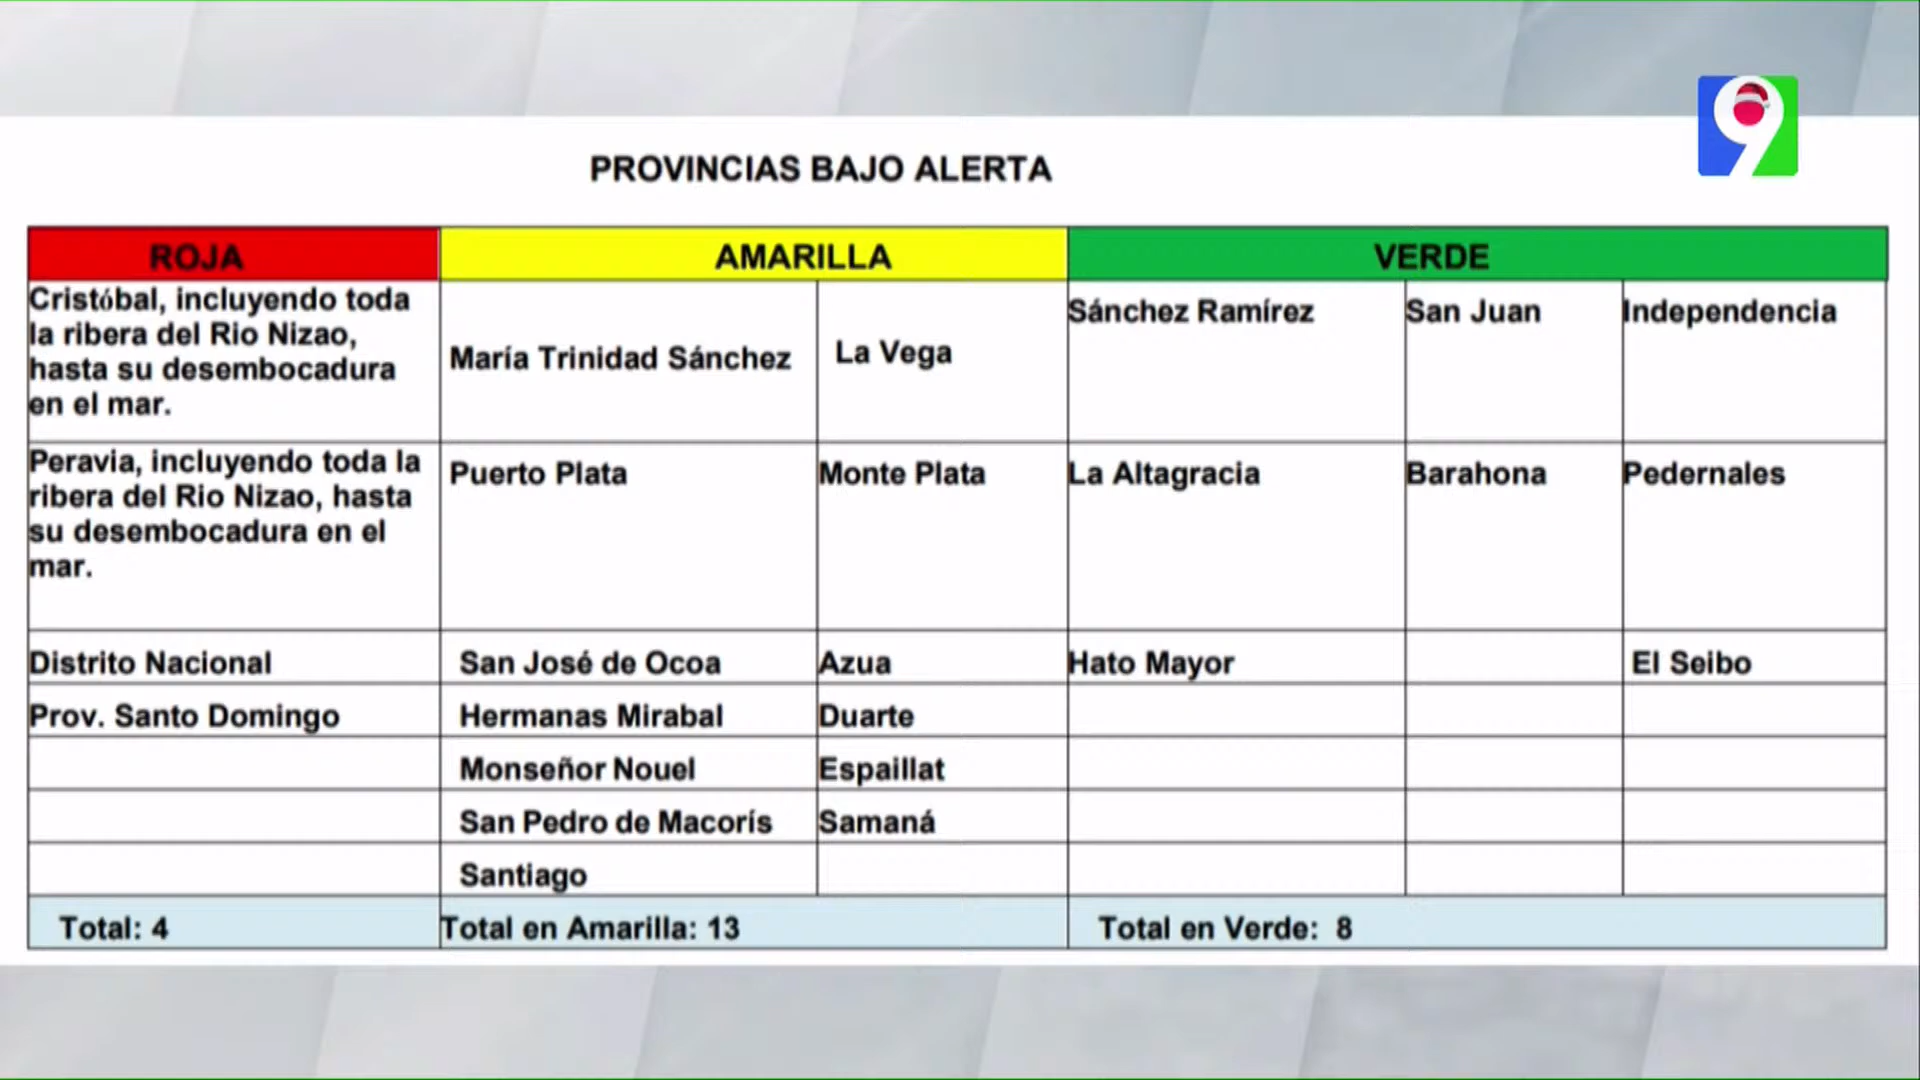 9
PROVINCIAS BAJO ALERTA
ROJA AMARILLA VERDE
Cristóbal, incluyendo toda
la ribera del Rio Nizao,
hasta su desembocadura
en el mar.
María Trinidad Sánchez
La Vega
Sánchez Ramírez
San Juan
Independencia
Peravia, incluyendo toda la
ribera del Rio Nizao, hasta
su desembocadura en el
mar.
Puerto Plata
Monte Plata
La Altagracia
Barahona
Pedernales
Distrito Nacional San José de Ocoa Azua Hato Mayor El Seibo
Prov. Santo Domingo Hermanas Mirabal Duarte
Monseñor Nouel Espaillat
San Pedro de Macorís Samaná
Santiago
Total: 4 Total en Amarilla: 13 Total en Verde: 8